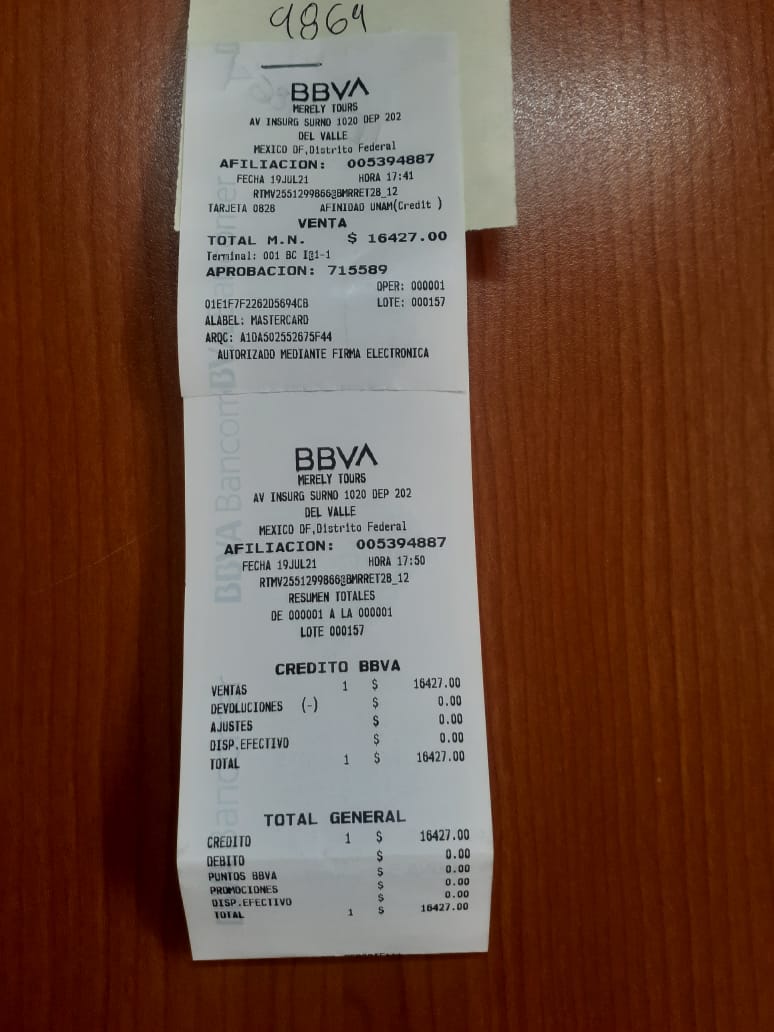 9864
BBVA
MERELY TOURS
AV INSURG SURNO 1020 DEP 202
DEL VALLE
MEXICO DF,Distrito Federal
AFILIACION: 005394887
FECHA 19JUL21 HORA 17:41
RTMV2551299866@BMRRET28_12
TARJETA 0828 AFINIDAD UNAM(Credit )
VENTA
TOTAL M.N. $ 16427.00
Terminal: 001 BC I@1-1
APROBACION: 715589
OPER: 000001
01E1F7F2262D5694CB LOTE: 000157
ALABEL: MASTERCARD
ARQC: A1DA502552675F44
AUTORIZADO MEDIANTE FIRMA ELECTRONICA
BBVA
MERELY TOURS
AV INSURG SURNO 1020 DEP 202
DEL VALLE
MEXICO DF,Distrito Federal
AFILIACION: 005394887
FECHA 19JUL21 HORA 17:50
RTMV2551299866@BMRRET28_12
RESUMEN TOTALES
DE 000001 A LA 000001
LOTE 000157
CREDITO BBVA
VENTAS 1 $ 16427.00
DEVOLUCIONES (-) $ 0.00
AJUSTES $ 0.00
DISP.EFECTIVO $ 0.00
TOTAL 1 $ 16427.00
TOTAL GENERAL
CREDITO 1 $ 16427.00
DEBITO $ 0.00
PUNTOS BBVA $ 0.00
PROMOCIONES $ 0.00
DISP.EFECTIVO $ 0.00
TOTAL 1 $ 16427.00